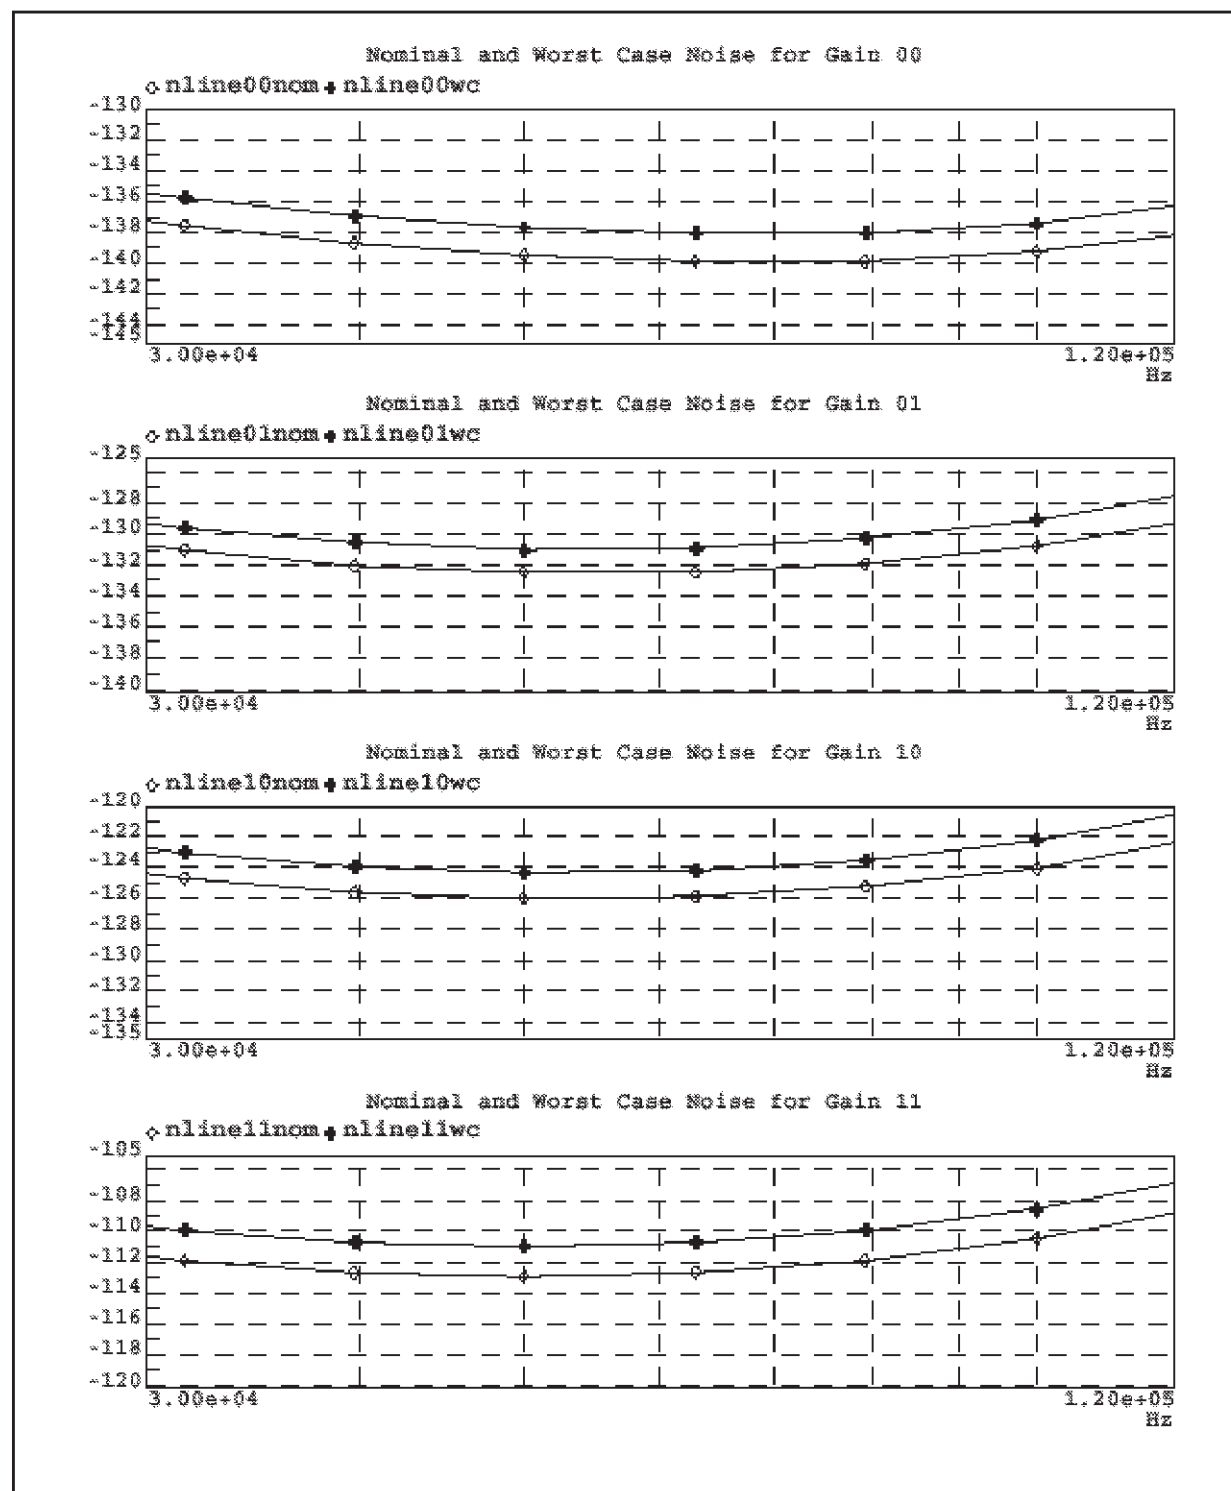 Nominal and Worst Case Noise for Gain 00
nline00nom nline00wc
-130
-132
-134
-136
-138
-140
-142
-144
-145
3.00e+04 1.20e+05
Hz
Nominal and Worst Case Noise for Gain 01
nline01nom nline01wc
-125
-128
-130
-132
-134
-136
-138
-140
3.00e+04 1.20e+05
Hz
Nominal and Worst Case Noise for Gain 10
nline10nom nline10wc
-120
-122
-124
-126
-128
-130
-132
-134
-135
3.00e+04 1.20e+05
Hz
Nominal and Worst Case Noise for Gain 11
nline11nom nline11wc
-105
-108
-110
-112
-114
-116
-118
-120
3.00e+04 1.20e+05
Hz